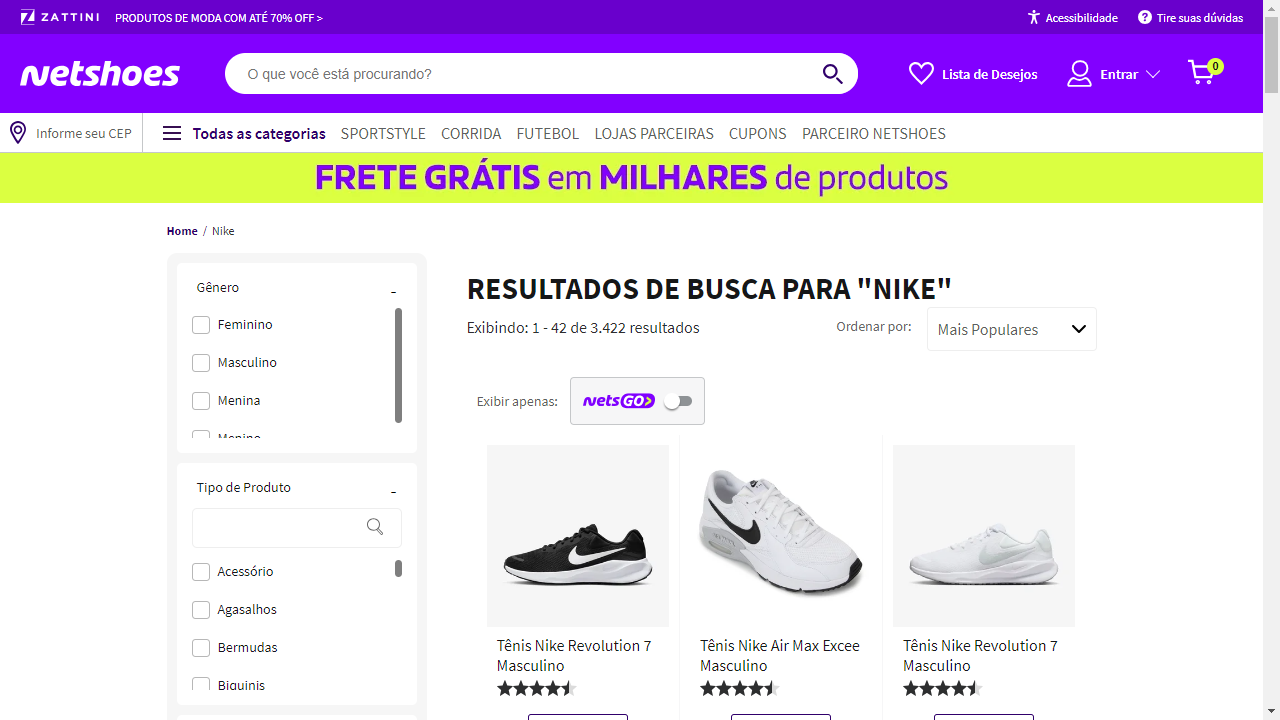 ZATTINI PRODUTOS DE MODA COM ATÉ 70% OFF > Acessibilidade Tire suas dúvidas
netshoes O que você está procurando? Lista de Desejos Entrar 0
Informe seu CEP Todas as categorias SPORTSTYLE CORRIDA FUTEBOL LOJAS PARCEIRAS CUPONS PARCEIRO NETSHOES
FRETE GRÁTIS em MILHARES de produtos
Home / Nike
Gênero -
Feminino
Masculino
Menina
Menino
Tipo de Produto -
Acessório
Agasalhos
Bermudas
Biquinis
RESULTADOS DE BUSCA PARA "NIKE"
Exibindo: 1 - 42 de 3.422 resultados Ordenar por: Mais Populares
Exibir apenas: netsGO
Tênis Nike Revolution 7 Masculino
Tênis Nike Air Max Excee Masculino
Tênis Nike Revolution 7 Masculino